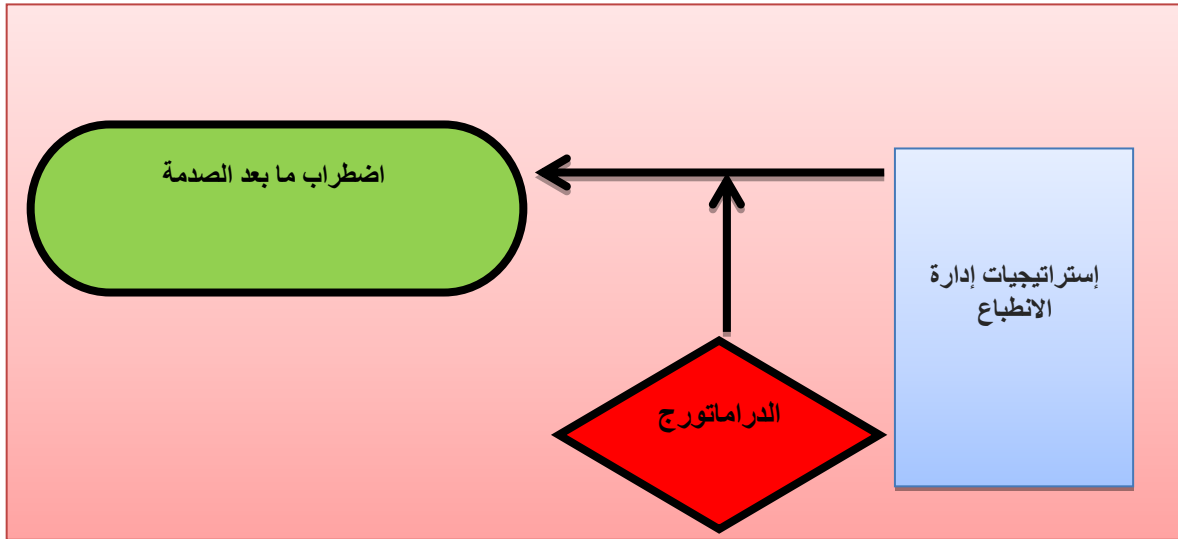 اضطراب ما بعد الصدمة
إستراتيجيات إدارة
الانطباع
الدراماتورج